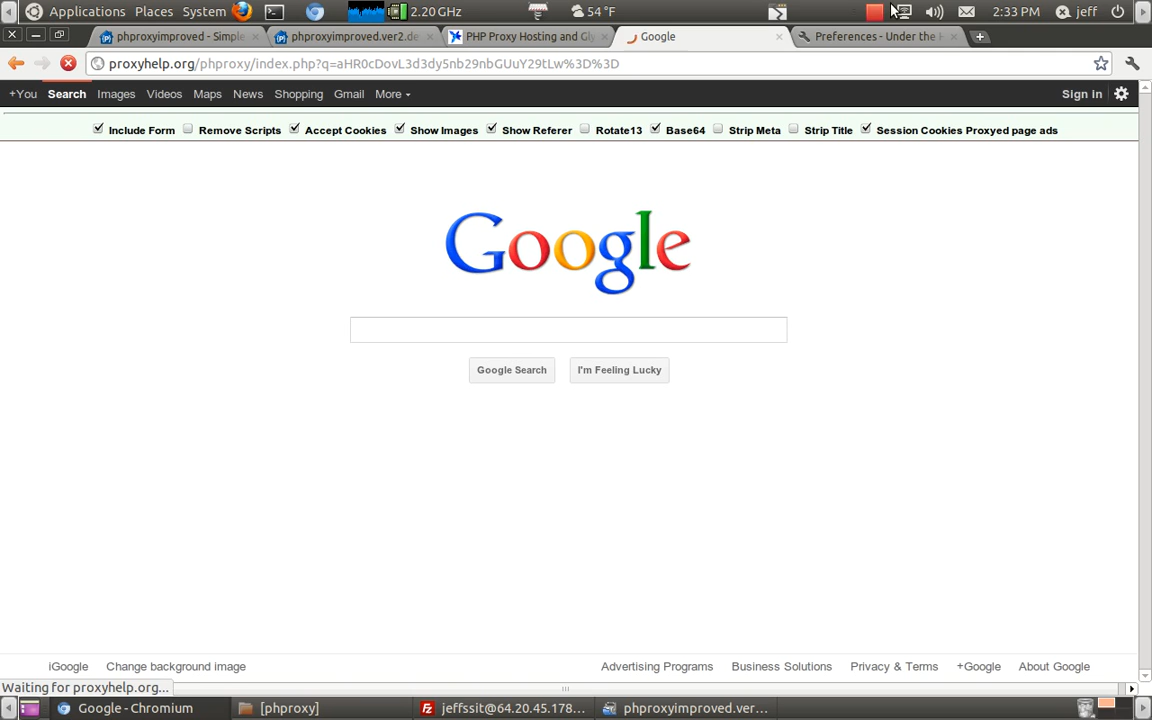 Applications Places System 2.20 GHz 54 °F 2:33 PM jeff
phproxyimproved - Simple phproxyimproved.ver2.de PHP Proxy Hosting and Gly Google Preferences - Under the H
proxyhelp.org/phproxy/index.php?q=aHR0cDovL3d3dy5nb29nbGUuY29tLw%3D%3D
+You Search Images Videos Maps News Shopping Gmail More Sign in
Include Form Remove Scripts Accept Cookies Show Images Show Referer Rotate13 Base64 Strip Meta Strip Title Session Cookies Proxyed page ads
Google
Google Search I'm Feeling Lucky
iGoogle Change background image Advertising Programs Business Solutions Privacy & Terms +Google About Google
Waiting for proxyhelp.org...
Google - Chromium [phproxy] jeffssit@64.20.45.178... phproxyimproved.ver...